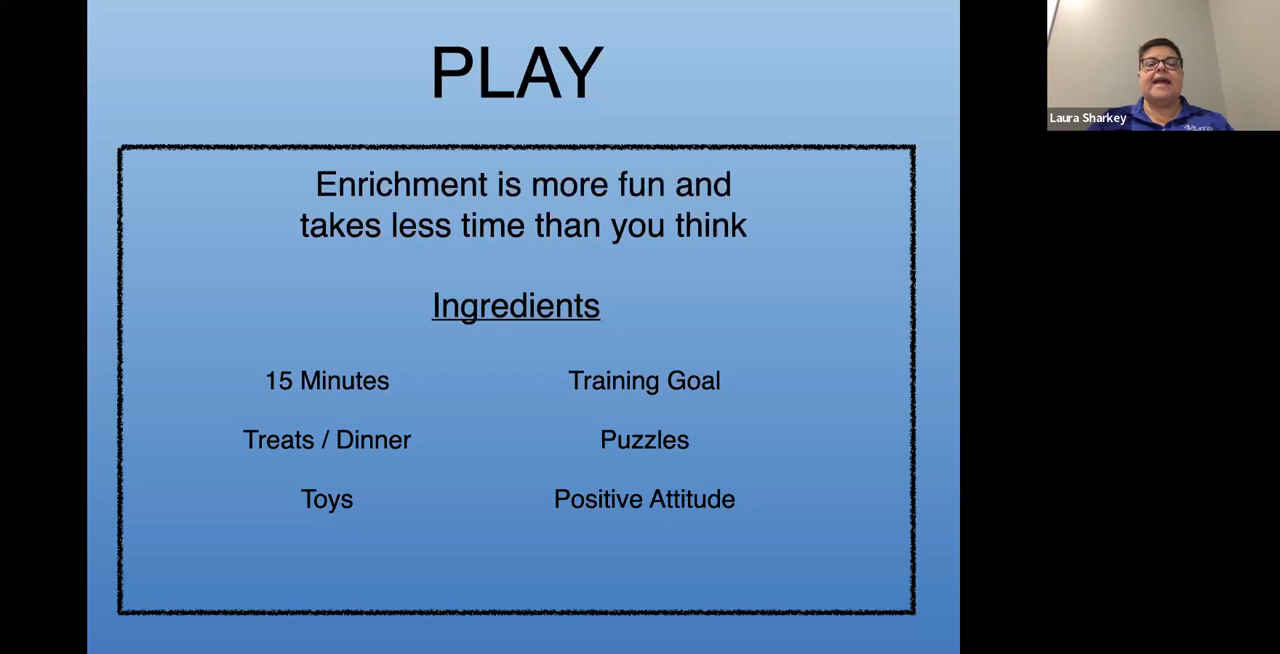 PLAY
Enrichment is more fun and
takes less time than you think
Ingredients
15 Minutes
Training Goal
Treats / Dinner
Puzzles
Toys
Positive Attitude
Laura Sharkey